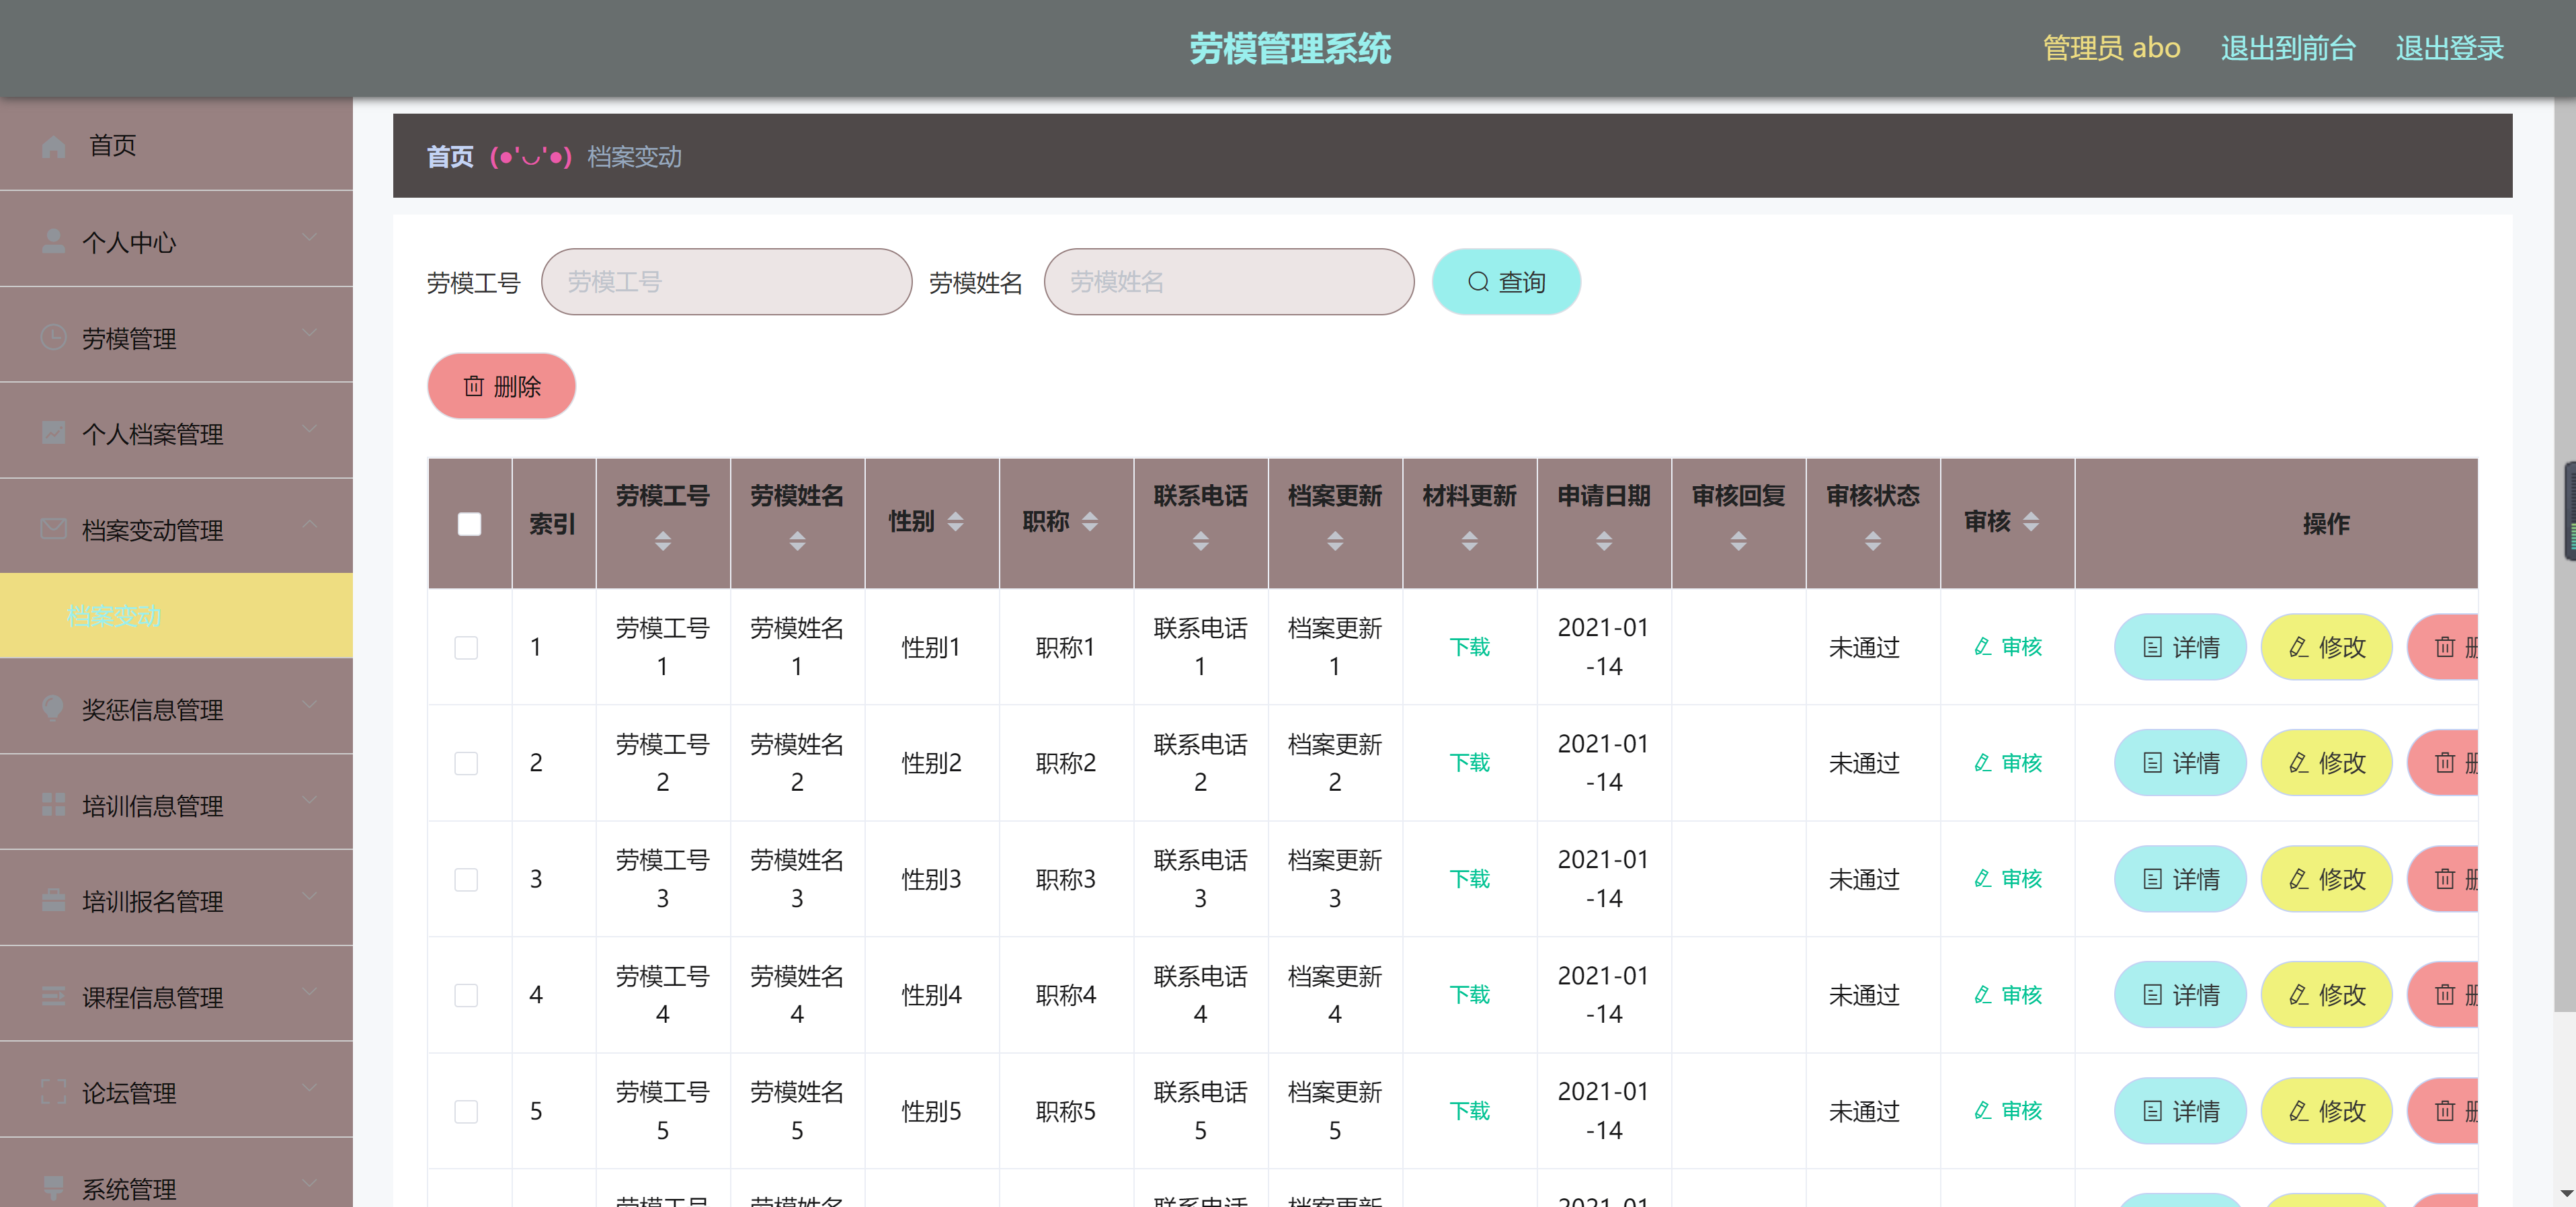 劳模管理系统
管理员 abo 退出到前台 退出登录
首页
个人中心
劳模管理
个人档案管理
档案变动管理
档案变动
奖惩信息管理
培训信息管理
培训报名管理
课程信息管理
论坛管理
系统管理
首页 (●'◡'●) 档案变动
劳模工号 劳模工号 劳模姓名 劳模姓名 查询
删除
索引 劳模工号 劳模姓名 性别 职称 联系电话 档案更新 材料更新 申请日期 审核回复 审核状态 审核 操作
1 劳模工号1 劳模姓名1 性别1 职称1 联系电话1 档案更新1 下载 2021-01-14 未通过 审核 详情 修改
2 劳模工号2 劳模姓名2 性别2 职称2 联系电话2 档案更新2 下载 2021-01-14 未通过 审核 详情 修改
3 劳模工号3 劳模姓名3 性别3 职称3 联系电话3 档案更新3 下载 2021-01-14 未通过 审核 详情 修改
4 劳模工号4 劳模姓名4 性别4 职称4 联系电话4 档案更新4 下载 2021-01-14 未通过 审核 详情 修改
5 劳模工号5 劳模姓名5 性别5 职称5 联系电话5 档案更新5 下载 2021-01-14 未通过 审核 详情 修改